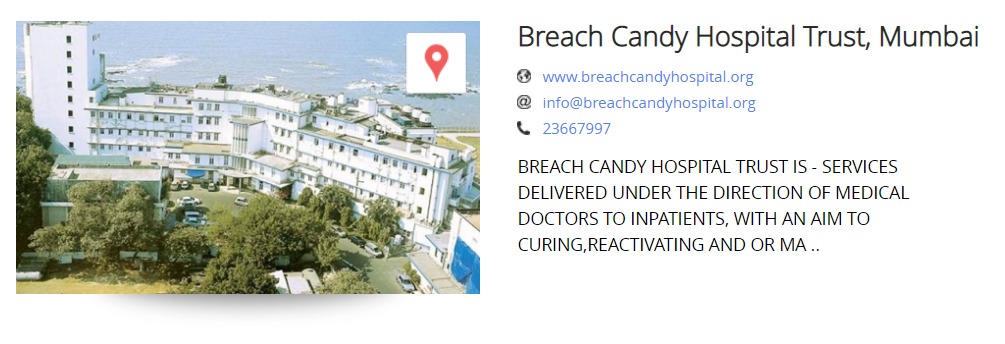 Breach Candy Hospital Trust, Mumbai
www.breachcandyhospital.org
info@breachcandyhospital.org
23667997
BREACH CANDY HOSPITAL TRUST IS - SERVICES
DELIVERED UNDER THE DIRECTION OF MEDICAL
DOCTORS TO INPATIENTS, WITH AN AIM TO
CURING,REACTIVATING AND OR MA ..